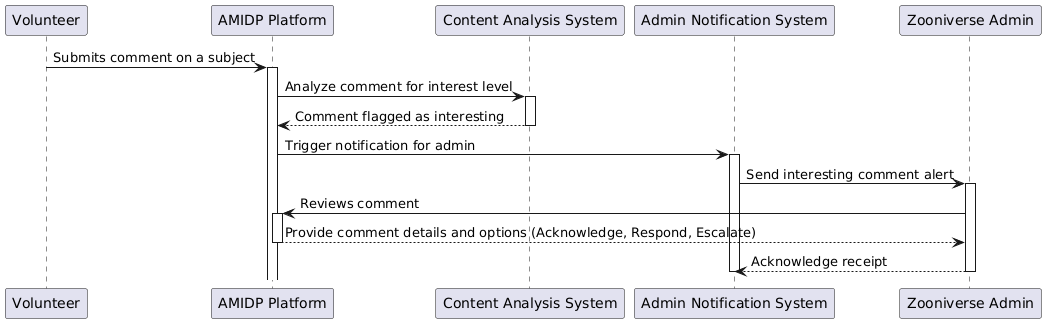 Volunteer
AMIDP Platform
Content Analysis System
Admin Notification System
Zooniverse Admin
Submits comment on a subject
Analyze comment for interest level
Comment flagged as interesting
Trigger notification for admin
Send interesting comment alert
Reviews comment
Provide comment details and options (Acknowledge, Respond, Escalate)
Acknowledge receipt
Volunteer
AMIDP Platform
Content Analysis System
Admin Notification System
Zooniverse Admin